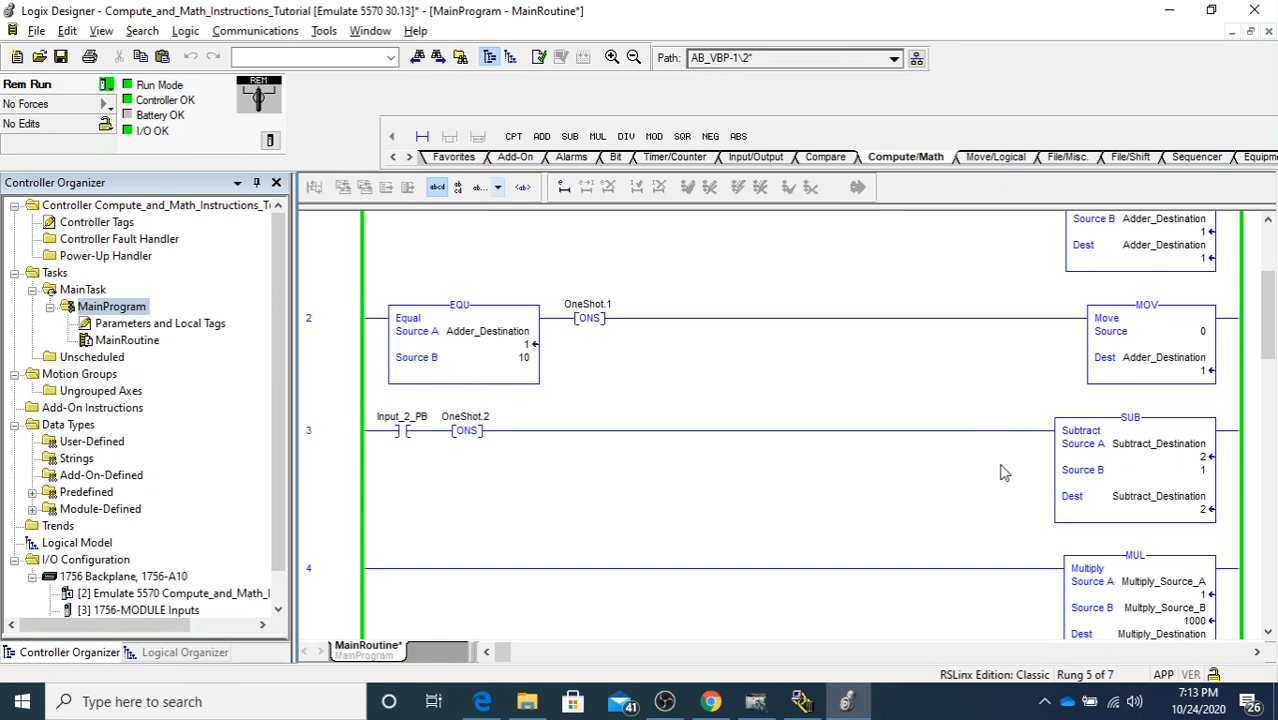 Logix Designer - Compute_and_Math_Instructions_Tutorial [Emulate 5570 30.13]* - [MainProgram - MainRoutine*]
File Edit View Search Logic Communications Tools Window Help
Path: AB_VBP-1\2*
Rem Run
No Forces
No Edits
Run Mode
Controller OK
Battery OK
I/O OK
REM
CPT ADD SUB MUL DIV MOD SQR NEG ABS
Favorites Add-On Alarms Bit Timer/Counter Input/Output Compare Compute/Math Move/Logical File/Misc. File/Shift Sequencer Equipm
Controller Organizer
Controller Compute_and_Math_Instructions_Tu
Controller Tags
Controller Fault Handler
Power-Up Handler
Tasks
MainTask
MainProgram
Parameters and Local Tags
MainRoutine
Unscheduled
Motion Groups
Ungrouped Axes
Add-On Instructions
Data Types
User-Defined
Strings
Add-On-Defined
Predefined
Module-Defined
Trends
Logical Model
I/O Configuration
1756 Backplane, 1756-A10
[2] Emulate 5570 Compute_and_Math_I
[3] 1756-MODULE Inputs
Controller Organizer Logical Organizer
abcd ab cd ab... <ab>
Source B Adder_Destination
1
Dest Adder_Destination
1
2
EQU
Equal
Source A Adder_Destination
1
Source B 10
OneShot.1
ONS
MOV
Move
Source 0
Dest Adder_Destination
1
3
Input_2_PB OneShot.2
ONS
SUB
Subtract
Source A Subtract_Destination
2
Source B 1
Dest Subtract_Destination
2
4
MUL
Multiply
Source A Multiply_Source_A
1
Source B Multiply_Source_B
1000
Dest Multiply_Destination
MainRoutine*
MainProgram
RSLinx Edition: Classic Rung 5 of 7 APP VER
Type here to search
41
7:13 PM
10/24/2020
26